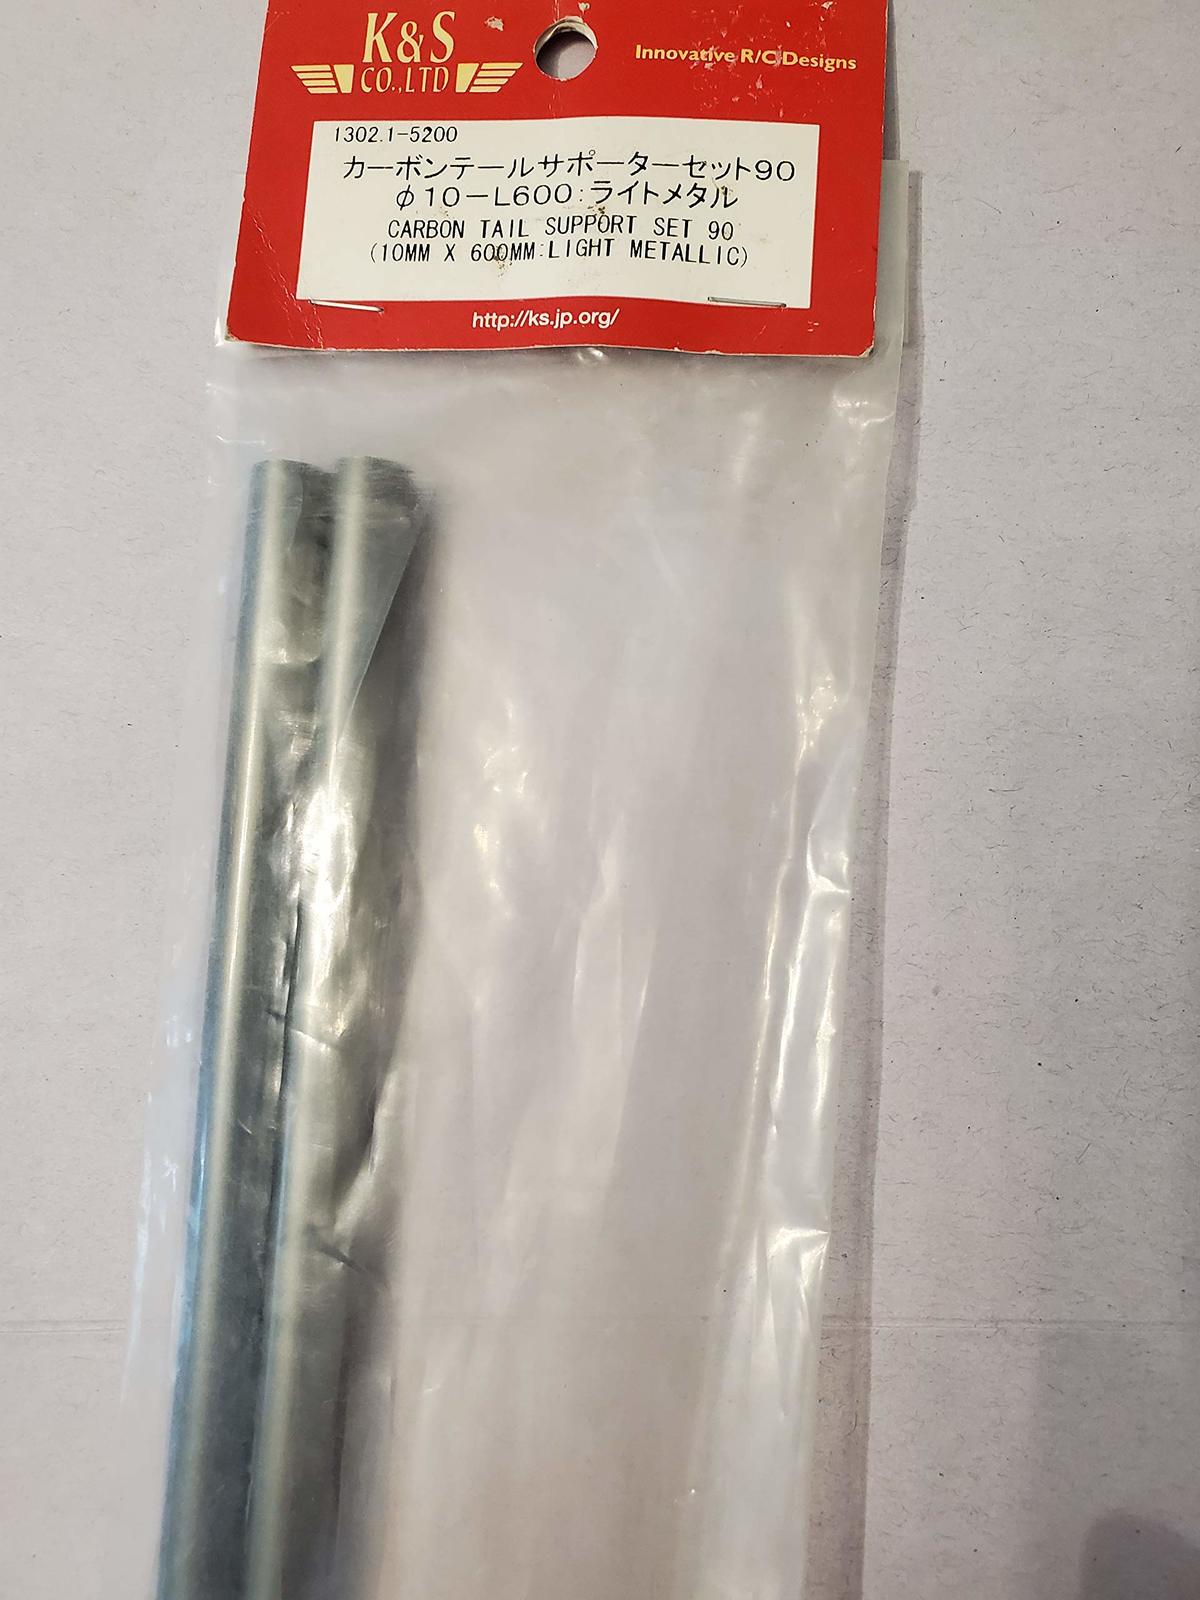 K&S
CO.,LTD
Innovative R/C Designs
1302.1-5200
カーボンテールサポーターセット90
φ10-L600:ライトメタル
CARBON TAIL SUPPORT SET 90
(10MM X 600MM:LIGHT METALLIC)
http://ks.jp.org/